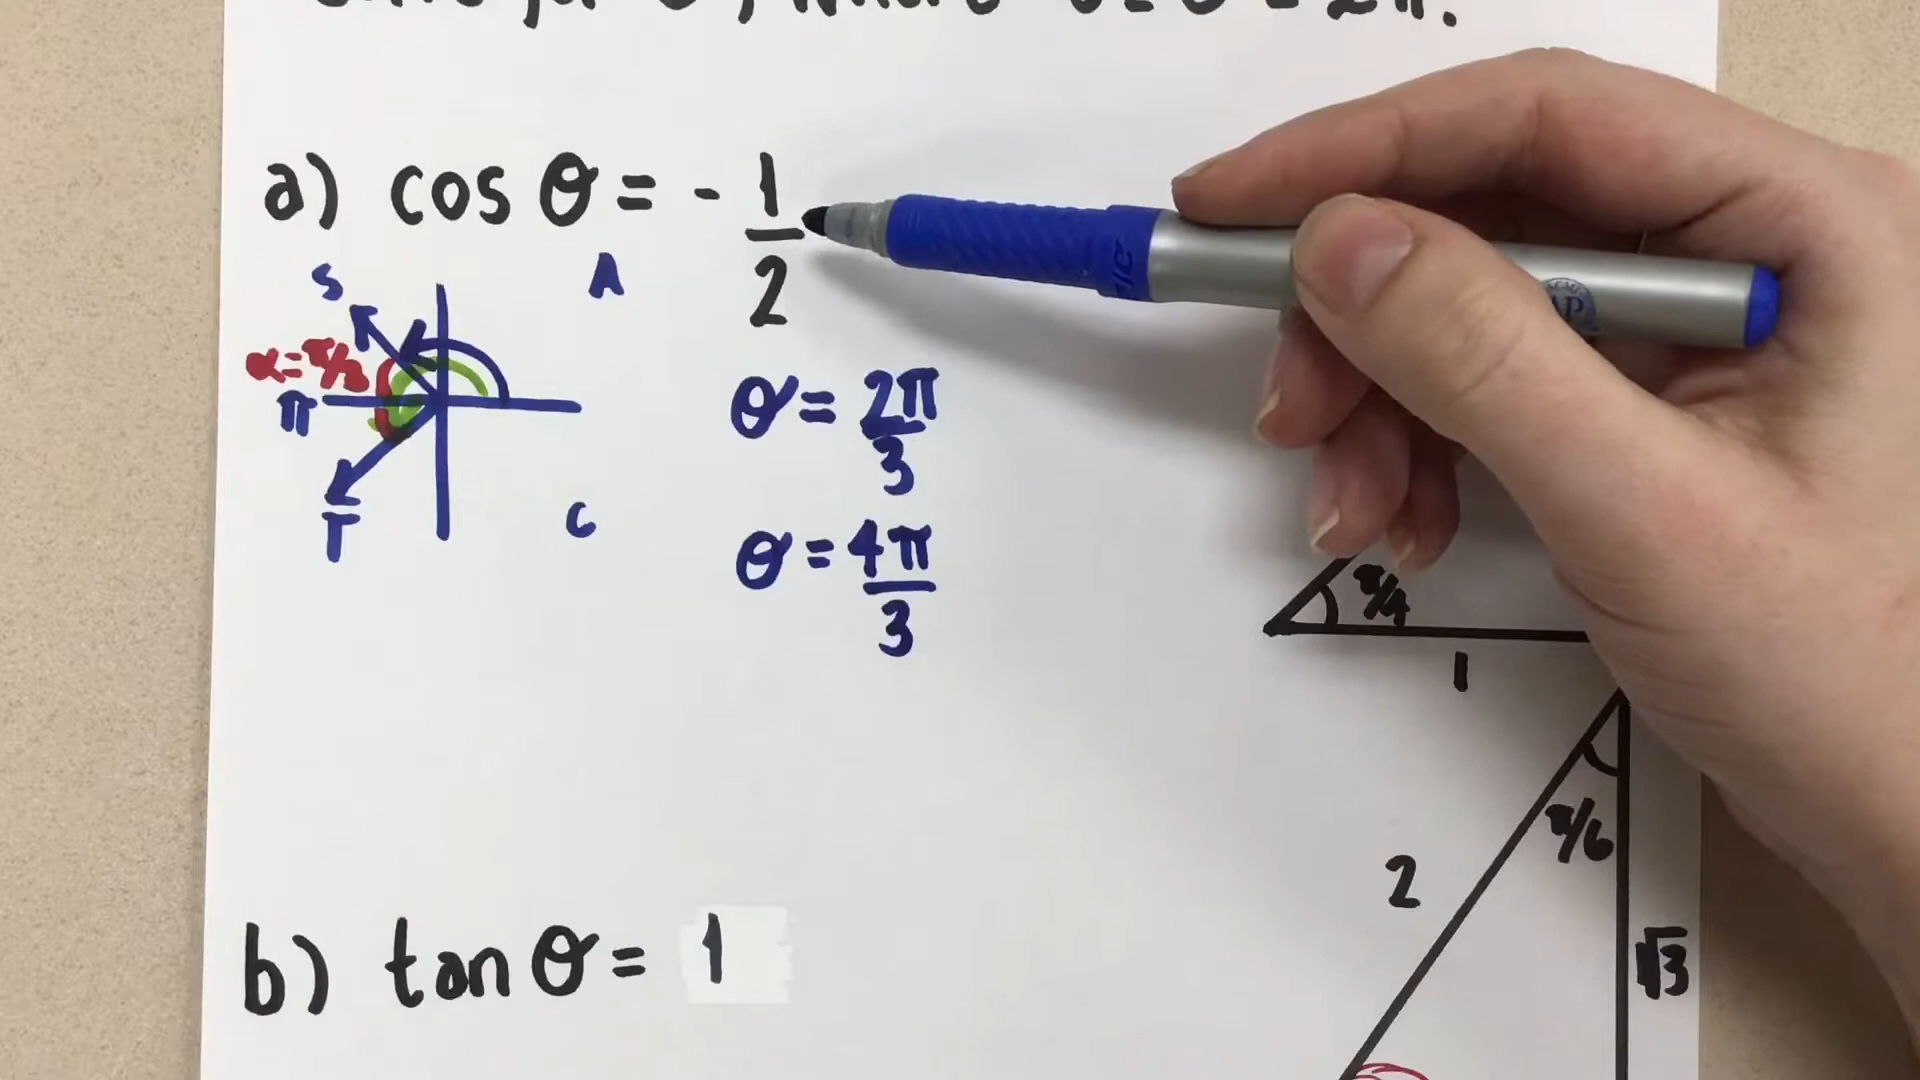 a) cos θ = - 1/2
S
A
α = π/3
π
T
C
θ = 2π/3
θ = 4π/3
π/4
1
π/6
2
√3
b) tan θ = 1